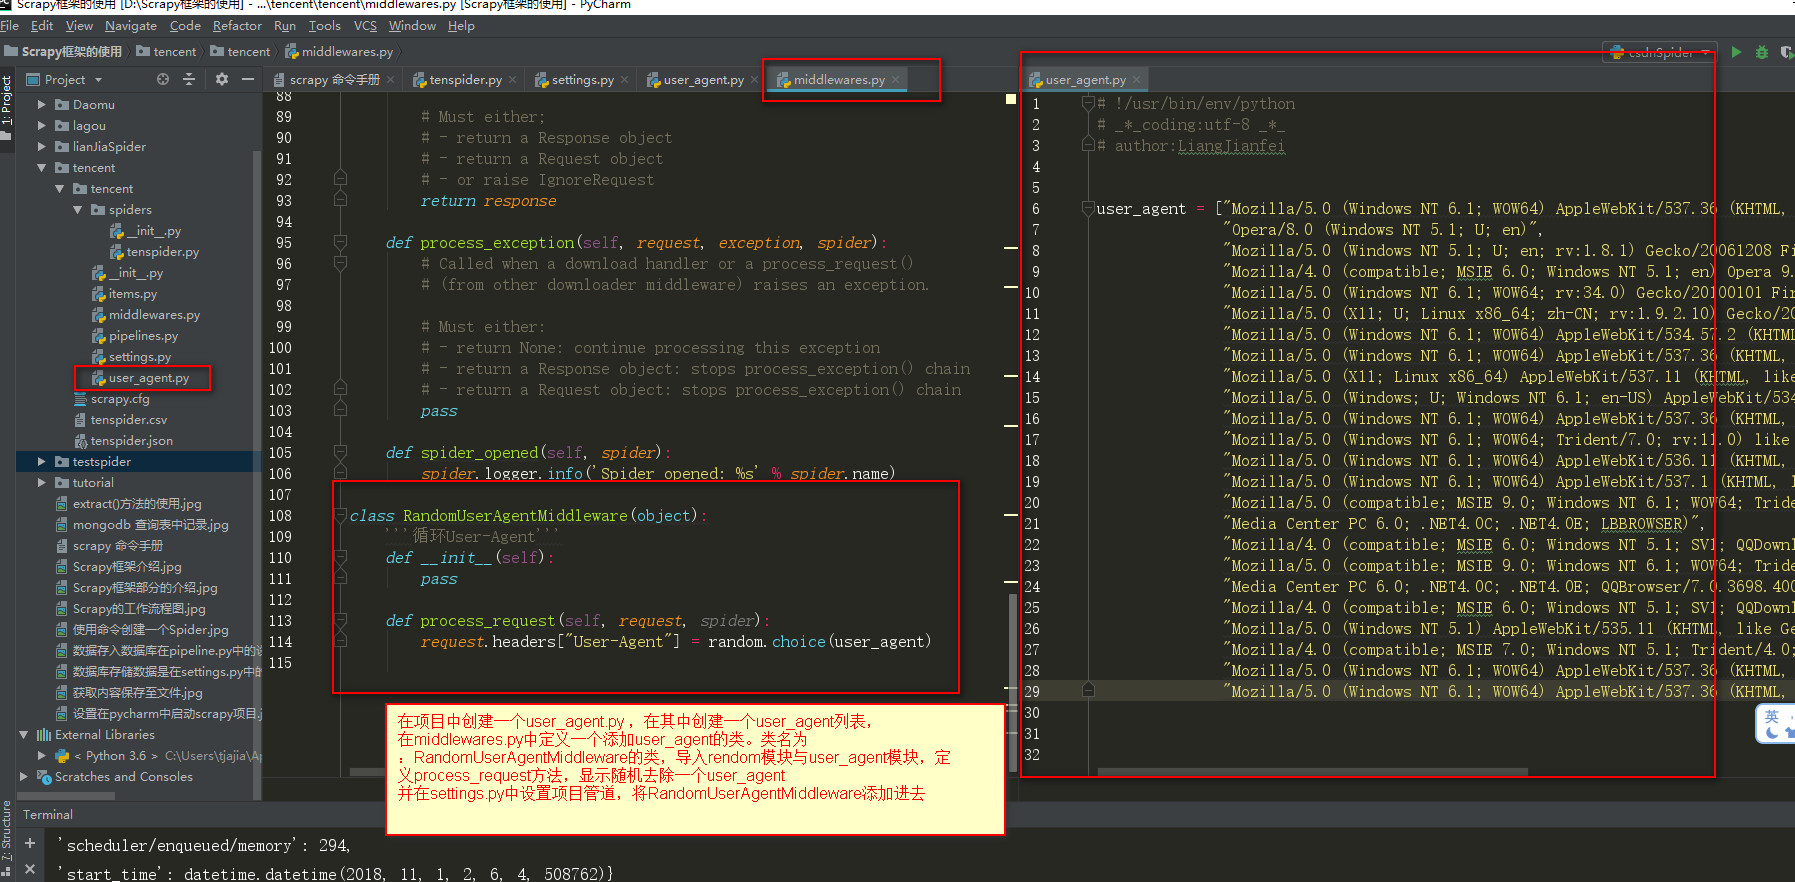 Scrapy框架的使用 [D:\Scrapy框架的使用] - ...\tencent\tencent\middlewares.py [Scrapy框架的使用] - PyCharm
File Edit View Navigate Code Refactor Run Tools VCS Window Help
Scrapy框架的使用 tencent tencent middlewares.py
csdnSpider
1: Project
Project
scrapy 命令手册 tenspider.py settings.py user_agent.py middlewares.py
user_agent.py
Daomu
lagou
lianJiaSpider
tencent
tencent
spiders
__init__.py
tenspider.py
__init__.py
items.py
middlewares.py
pipelines.py
settings.py
user_agent.py
scrapy.cfg
tenspider.csv
tenspider.json
testspider
tutorial
extract()方法的使用.jpg
mongodb 查询表中记录.jpg
scrapy 命令手册
Scrapy框架介绍.jpg
Scrapy框架部分的介绍.jpg
Scrapy的工作流程图.jpg
使用命令创建一个Spider.jpg
数据存入数据库在pipeline.py中的
数据库存储数据是在settings.py中
获取内容保存至文件.jpg
设置在pycharm中启动scrapy项目.j
External Libraries
< Python 3.6 > C:\Users\tjajia\Ap
Scratches and Consoles
88
89 # Must either;
90 # - return a Response object
91 # - return a Request object
92 # - or raise IgnoreRequest
93 return response
94
95 def process_exception(self, request, exception, spider):
96 # Called when a download handler or a process_request()
97 # (from other downloader middleware) raises an exception.
98
99 # Must either:
100 # - return None: continue processing this exception
101 # - return a Response object: stops process_exception() chain
102 # - return a Request object: stops process_exception() chain
103 pass
104
105 def spider_opened(self, spider):
106 spider.logger.info('Spider opened: %s' % spider.name)
107
108 class RandomUserAgentMiddleware(object):
109 '''循环User-Agent'''
110 def __init__(self):
111 pass
112
113 def process_request(self, request, spider):
114 request.headers["User-Agent"] = random.choice(user_agent)
115
在项目中创建一个user_agent.py，在其中创建一个user_agent列表，
在middlewares.py中定义一个添加user_agent的类。类名为
：RandomUserAgentMiddleware的类，导入rendom模块与user_agent模块，定
义process_request方法，显示随机去除一个user_agent
并在settings.py中设置项目管道，将RandomUserAgentMiddleware添加进去
1 # !/usr/bin/env/python
2 # _*_coding:utf-8 _*_
3 # author:LiangJianfei
4
5
6 user_agent = ["Mozilla/5.0 (Windows NT 6.1; WOW64) AppleWebKit/537.36 (KHTML,
7 "Opera/8.0 (Windows NT 5.1; U; en)",
8 "Mozilla/5.0 (Windows NT 5.1; U; en; rv:1.8.1) Gecko/20061208 Fi
9 "Mozilla/4.0 (compatible; MSIE 6.0; Windows NT 5.1; en) Opera 9.
10 "Mozilla/5.0 (Windows NT 6.1; WOW64; rv:34.0) Gecko/20100101 Fir
11 "Mozilla/5.0 (X11; U; Linux x86_64; zh-CN; rv:1.9.2.10) Gecko/20
12 "Mozilla/5.0 (Windows NT 6.1; WOW64) AppleWebKit/534.57.2 (KHTML
13 "Mozilla/5.0 (Windows NT 6.1; WOW64) AppleWebKit/537.36 (KHTML,
14 "Mozilla/5.0 (X11; Linux x86_64) AppleWebKit/537.11 (KHTML, like
15 "Mozilla/5.0 (Windows; U; Windows NT 6.1; en-US) AppleWebKit/534
16 "Mozilla/5.0 (Windows NT 6.1; WOW64) AppleWebKit/537.36 (KHTML,
17 "Mozilla/5.0 (Windows NT 6.1; WOW64; Trident/7.0; rv:11.0) like
18 "Mozilla/5.0 (Windows NT 6.1; WOW64) AppleWebKit/536.11 (KHTML,
19 "Mozilla/5.0 (Windows NT 6.1; WOW64) AppleWebKit/537.1 (KHTML, l
20 "Mozilla/5.0 (compatible; MSIE 9.0; Windows NT 6.1; WOW64; Tride
21 "Media Center PC 6.0; .NET4.0C; .NET4.0E; LBBROWSER)",
22 "Mozilla/4.0 (compatible; MSIE 6.0; Windows NT 5.1; SV1; QQDownl
23 "Mozilla/5.0 (compatible; MSIE 9.0; Windows NT 6.1; WOW64; Tride
24 "Media Center PC 6.0; .NET4.0C; .NET4.0E; QQBrowser/7.0.3698.400
25 "Mozilla/4.0 (compatible; MSIE 6.0; Windows NT 5.1; SV1; QQDownl
26 "Mozilla/5.0 (Windows NT 5.1) AppleWebKit/535.11 (KHTML, like Ge
27 "Mozilla/4.0 (compatible; MSIE 7.0; Windows NT 5.1; Trident/4.0;
28 "Mozilla/5.0 (Windows NT 6.1; WOW64) AppleWebKit/537.36 (KHTML,
29 "Mozilla/5.0 (Windows NT 6.1; WOW64) AppleWebKit/537.36 (KHTML,
30
31
32
英
Terminal
7: Structure
'scheduler/enqueued/memory': 294,
'start_time': datetime.datetime(2018, 11, 1, 2, 6, 4, 508762)}